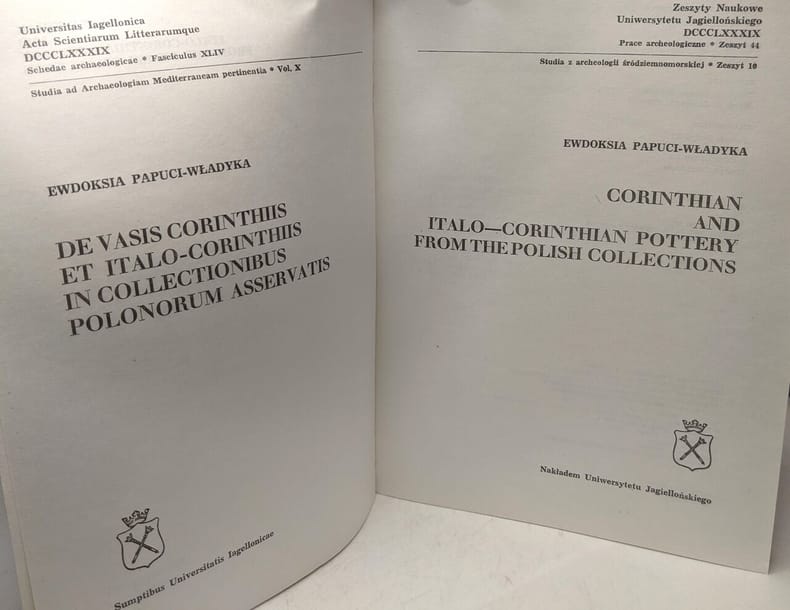 Universitas Iagellonica
Acta Scientiarum Litterarumque
DCCCLXXXIX
Schedae archaeologicae • Fasciculus XLIV
Studia ad Archaeologiam Mediterraneam pertinentia • Vol. X
EWDOKSIA PAPUCI-WŁADYKA
DE VASIS CORINTHIIS
ET ITALO-CORINTHIIS
IN COLLECTIONIBUS
POLONORUM ASSERVATIS
Sumptibus Universitatis Iagellonicae
Zeszyty Naukowe
Uniwersytetu Jagiellońskiego
DCCCLXXXIX
Prace archeologiczne • Zeszyt 44
Studia z archeologii śródziemnomorskiej • Zeszyt 10
EWDOKSIA PAPUCI-WŁADYKA
CORINTHIAN
AND
ITALO—CORINTHIAN POTTERY
FROM THE POLISH COLLECTIONS
Nakładem Uniwersytetu Jagiellońskiego